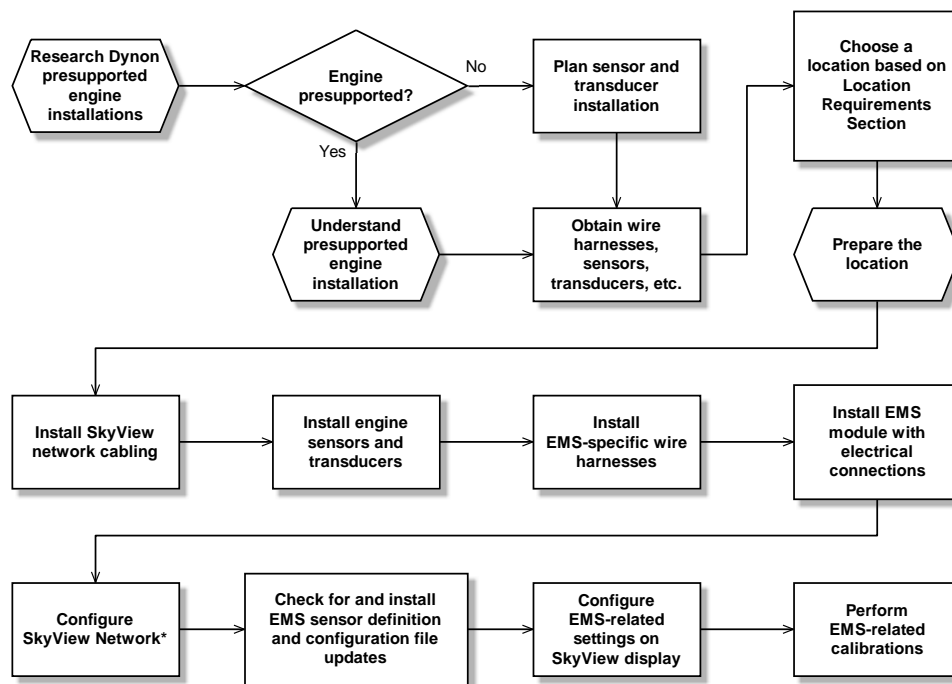 Research Dynon
presupported
engine
installations
Engine
presupported?
No
Yes
Plan sensor and
transducer
installation
Choose a
location based on
Location
Requirements
Section
Understand
presupported
engine
installation
Obtain wire
harnesses,
sensors,
transducers, etc.
Prepare the
location
Install SkyView
network cabling
Install engine
sensors and
transducers
Install
EMS-specific wire
harnesses
Install EMS
module with
electrical
connections
Configure
SkyView Network*
Check for and install
EMS sensor definition
and configuration file
updates
Configure
EMS-related
settings on
SkyView display
Perform
EMS-related
calibrations